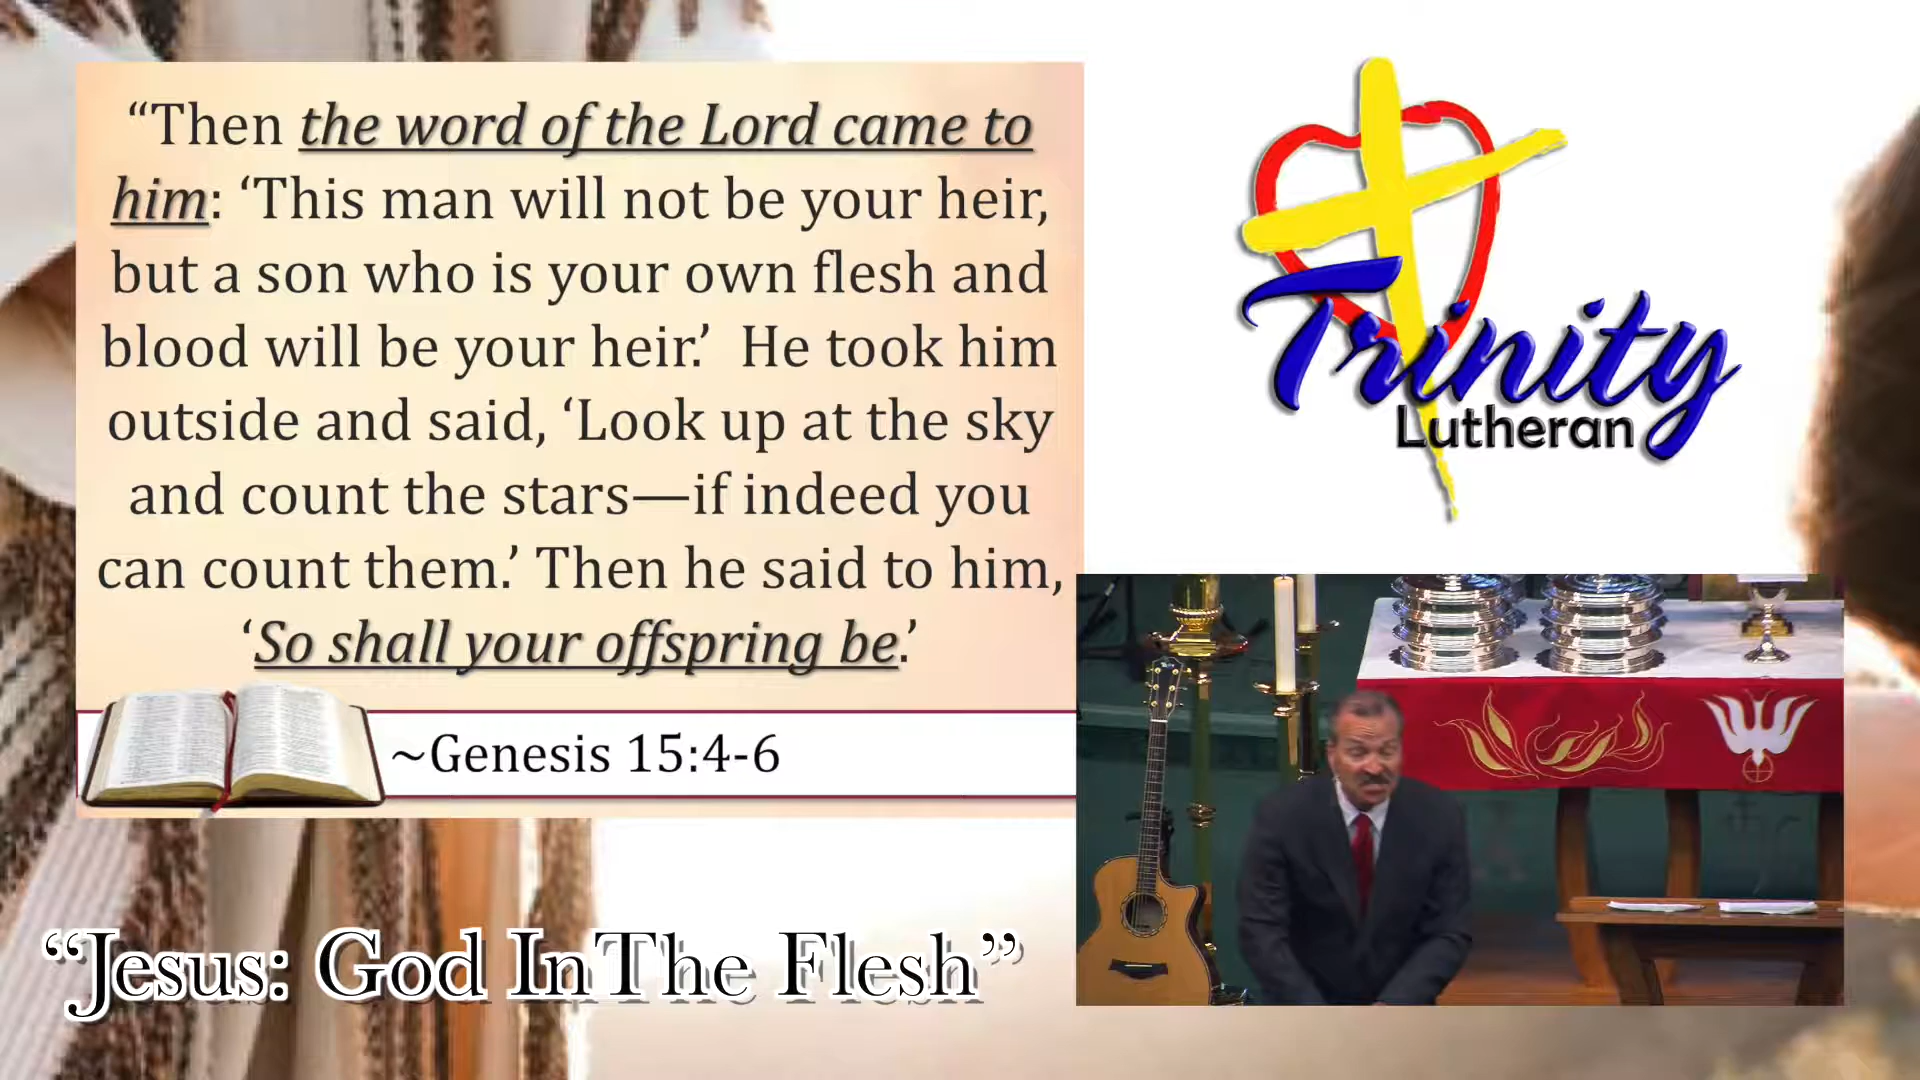 “Then the word of the Lord came to
him: ‘This man will not be your heir,
but a son who is your own flesh and
blood will be your heir.’ He took him
outside and said, ‘Look up at the sky
and count the stars—if indeed you
can count them.’ Then he said to him,
‘So shall your offspring be.’
~Genesis 15:4-6
Trinity
Lutheran
“Jesus: God In The Flesh”